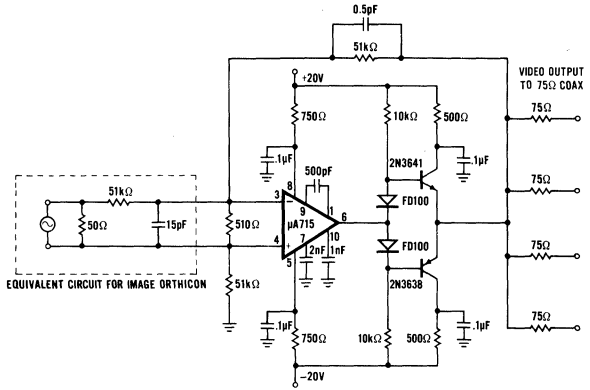 0.5pF
51kΩ
+20V
VIDEO OUTPUT
TO 75Ω COAX
750Ω
10kΩ
500Ω
75Ω
.1µF
500pF
2N3641
.1µF
51kΩ
8
3
−
9
1
FD100
75Ω
50Ω
15pF
510Ω
µA715
6
4
+
7
10
FD100
75Ω
5
2nF
1nF
EQUIVALENT CIRCUIT FOR IMAGE ORTHICON
51kΩ
2N3638
75Ω
.1µF
750Ω
10kΩ
500Ω
.1µF
−20V